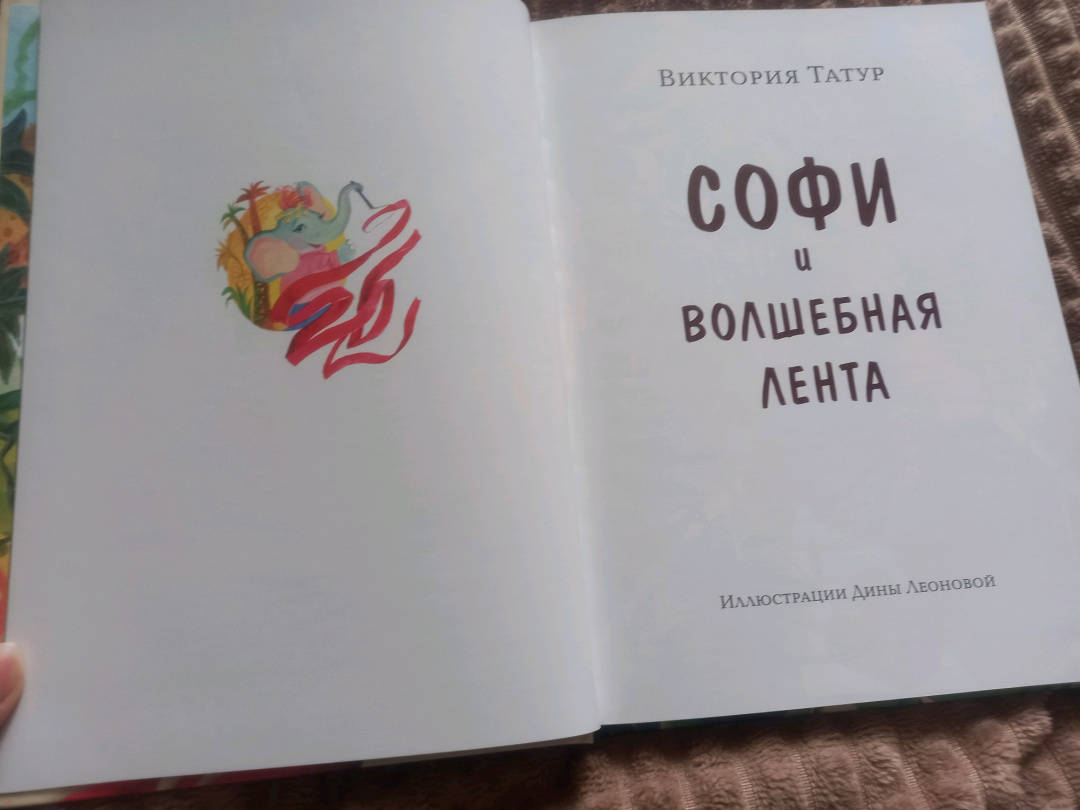 Виктория Татур
СОФИ
и
ВОЛШЕБНАЯ
ЛЕНТА
Иллюстрации Дины Леоновой